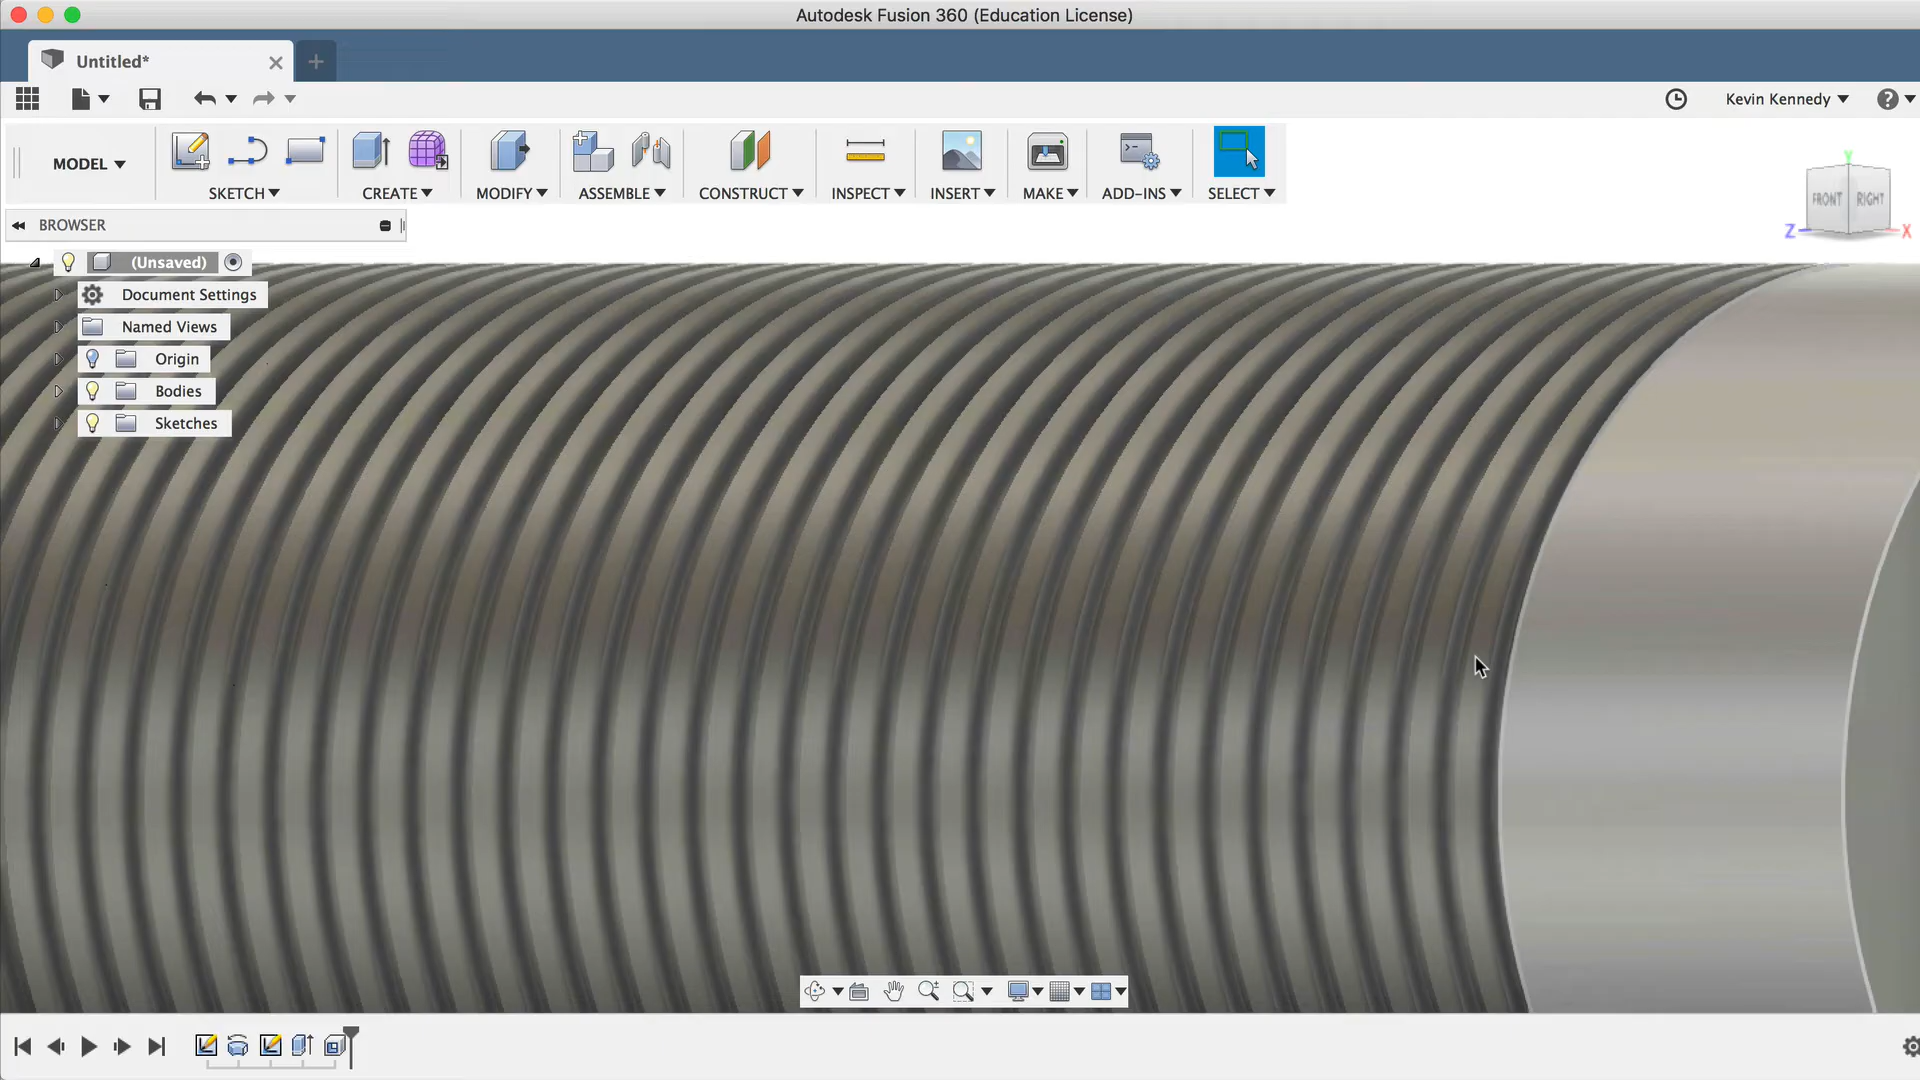 Autodesk Fusion 360 (Education License)
Untitled*
Kevin Kennedy
MODEL
SKETCH
CREATE
MODIFY
ASSEMBLE
CONSTRUCT
INSPECT
INSERT
MAKE
ADD-INS
SELECT
Y
FRONT
RIGHT
Z
X
BROWSER
(Unsaved)
Document Settings
Named Views
Origin
Bodies
Sketches